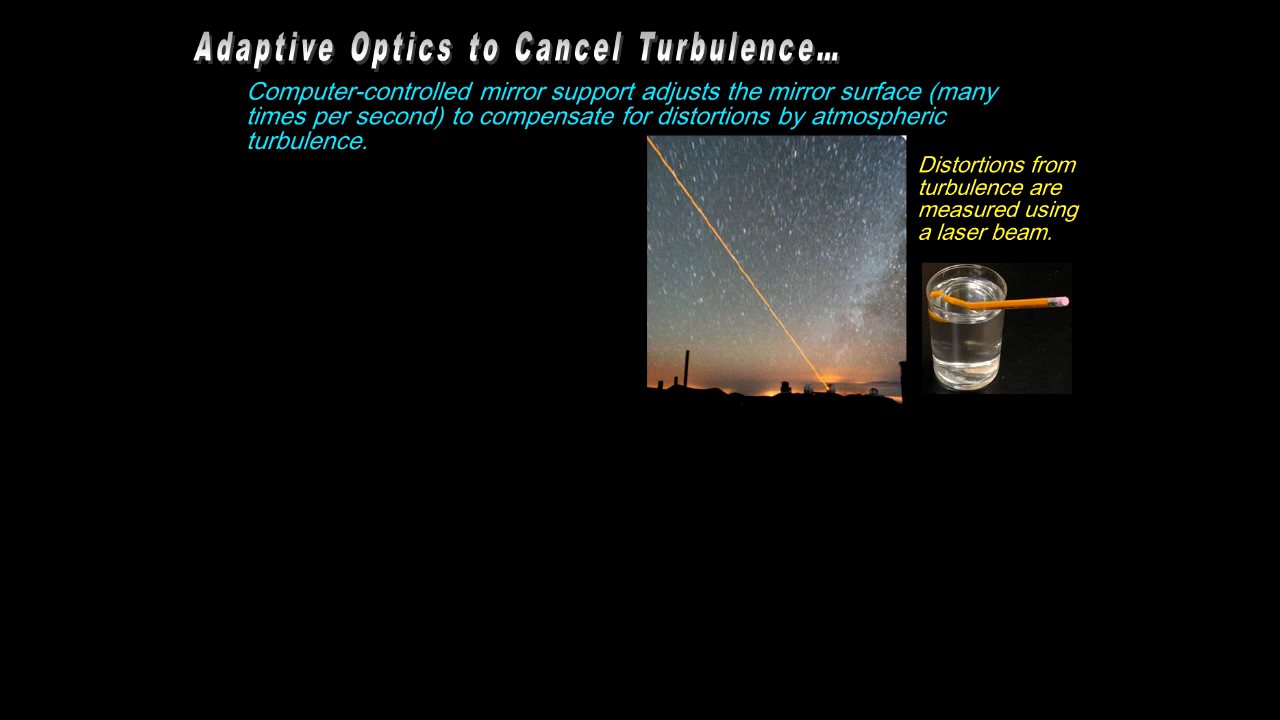 Adaptive Optics to Cancel Turbulence…
Computer-controlled mirror support adjusts the mirror surface (many
times per second) to compensate for distortions by atmospheric
turbulence.
Distortions from
turbulence are
measured using
a laser beam.